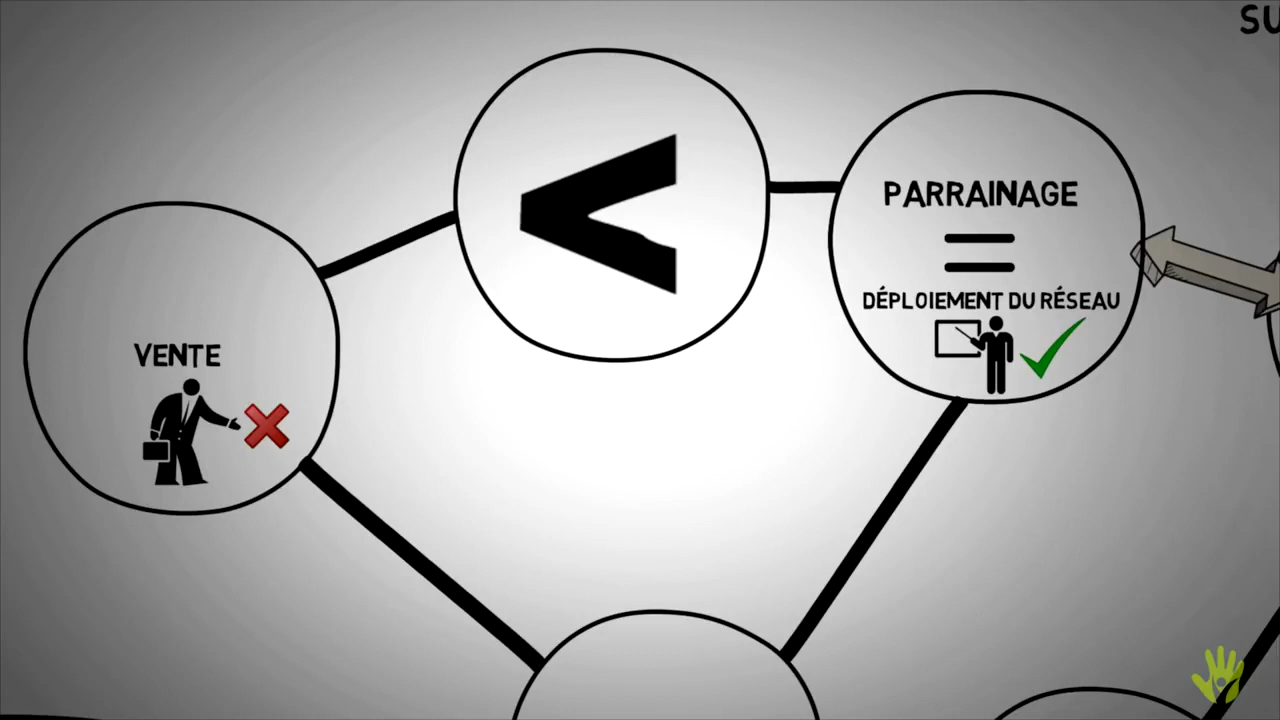 VENTE
<
PARRAINAGE
=
DÉPLOIEMENT DU RÉSEAU